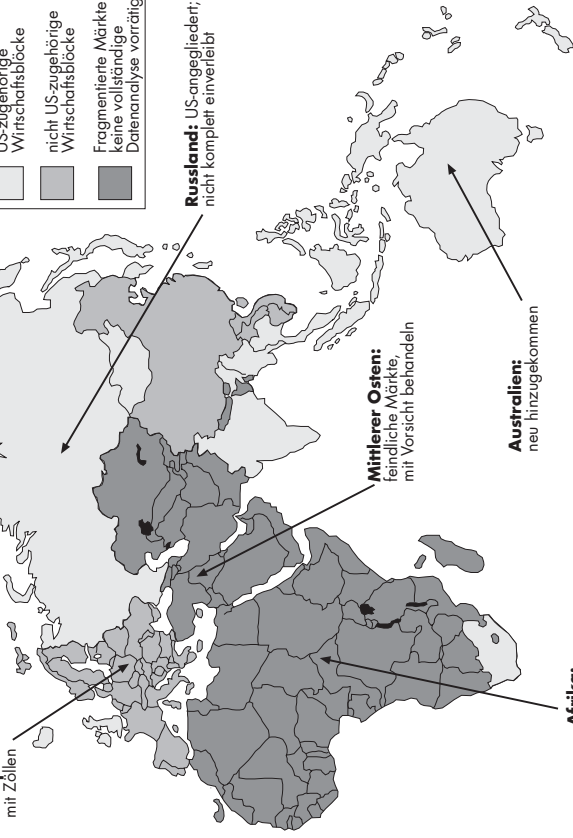 US-zugehörige
Wirtschaftsblöcke
nicht US-zugehörige
Wirtschaftsblöcke
Fragmentierte Märkte
keine vollständige
Datenanalyse vorrätig
mit Zöllen
Russland: US-angegliedert;
nicht komplett einverleibt
Mittlerer Osten:
feindliche Märkte,
mit Vorsicht behandeln
Australien:
neu hinzugekommen